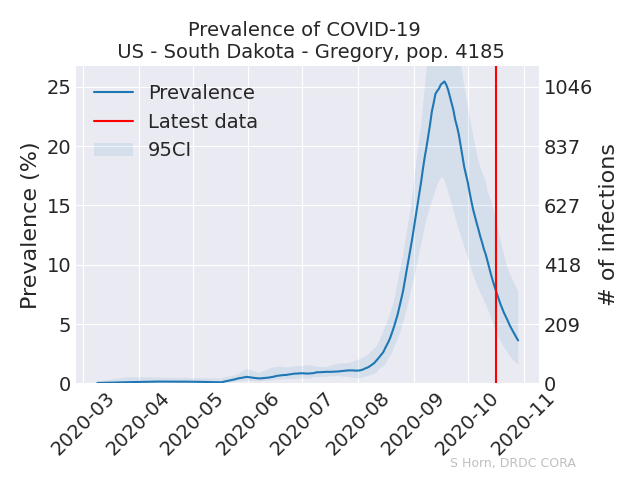 Prevalence of COVID-19
US - South Dakota - Gregory, pop. 4185
Prevalence
Latest data
95CI
Prevalence (%)
25
20
15
10
5
0
1046
837
627
418
209
0
# of infections
2020-03
2020-04
2020-05
2020-06
2020-07
2020-08
2020-09
2020-10
2020-11
S Horn, DRDC CORA